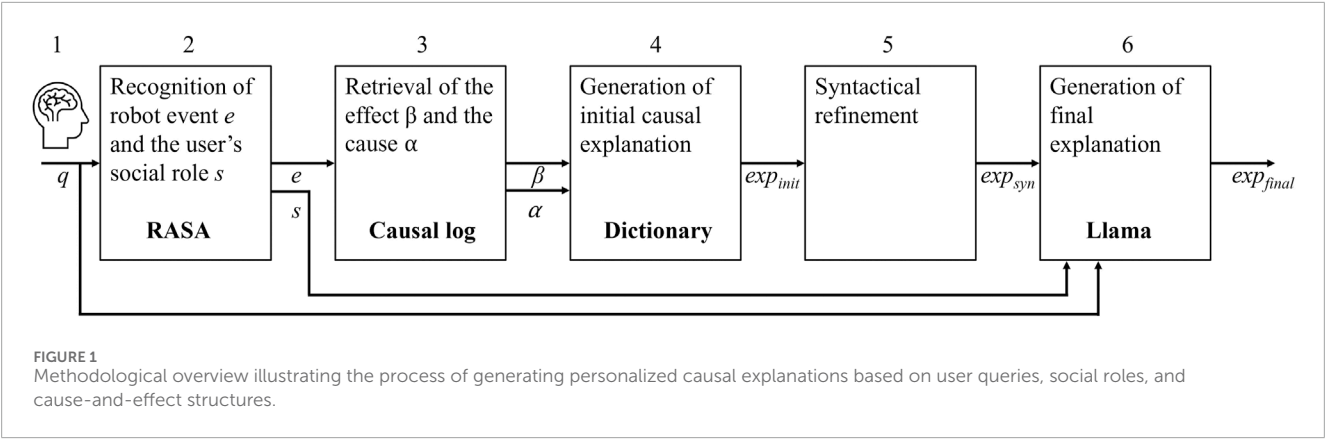 1 2 3 4 5 6
Recognition of
robot event e
and the user's
social role s
RASA
Retrieval of the
effect β and the
cause α
Causal log
Generation of
initial causal
explanation
Dictionary
Syntactical
refinement
Generation of
final
explanation
Llama
q
e
s
β
α
exp_init
exp_syn
exp_final
FIGURE 1
Methodological overview illustrating the process of generating personalized causal explanations based on user queries, social roles, and
cause-and-effect structures.